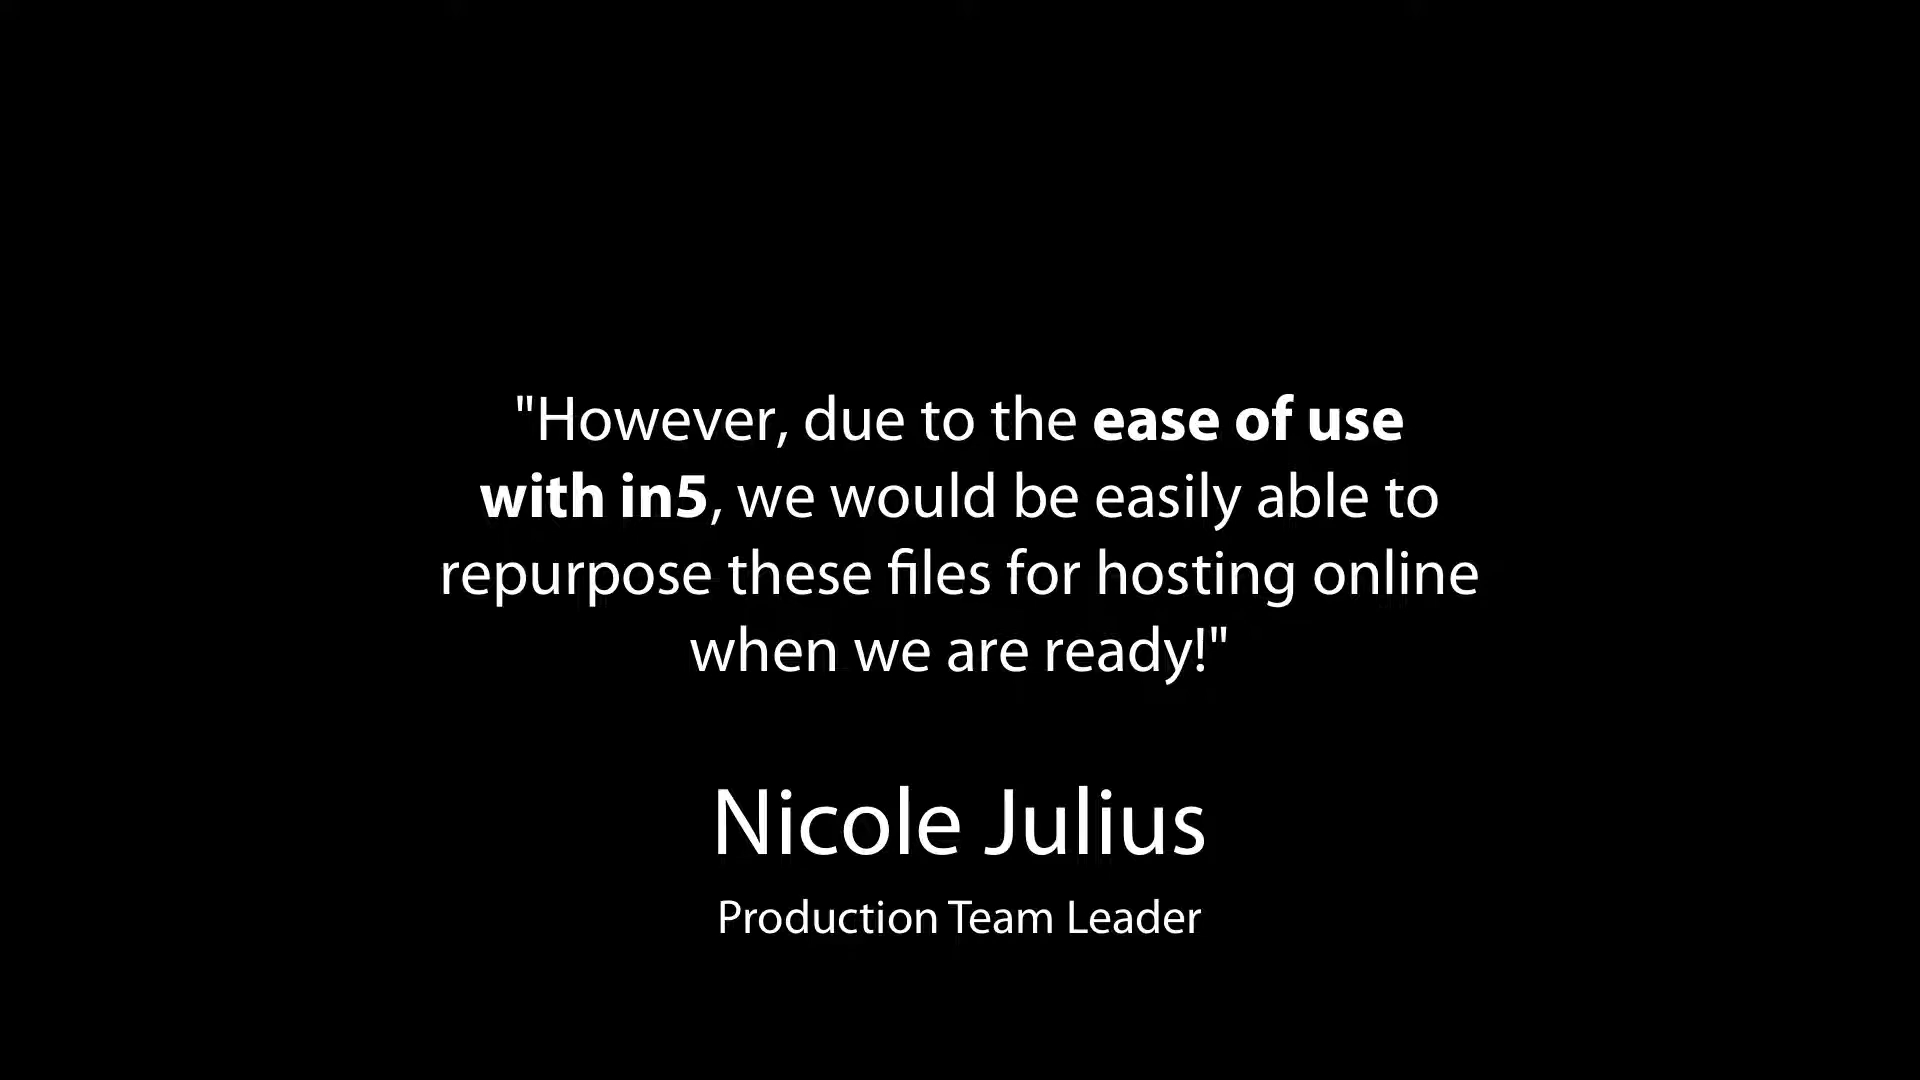 "However, due to the ease of use
with in5, we would be easily able to
repurpose these files for hosting online
when we are ready!"
Nicole Julius
Production Team Leader